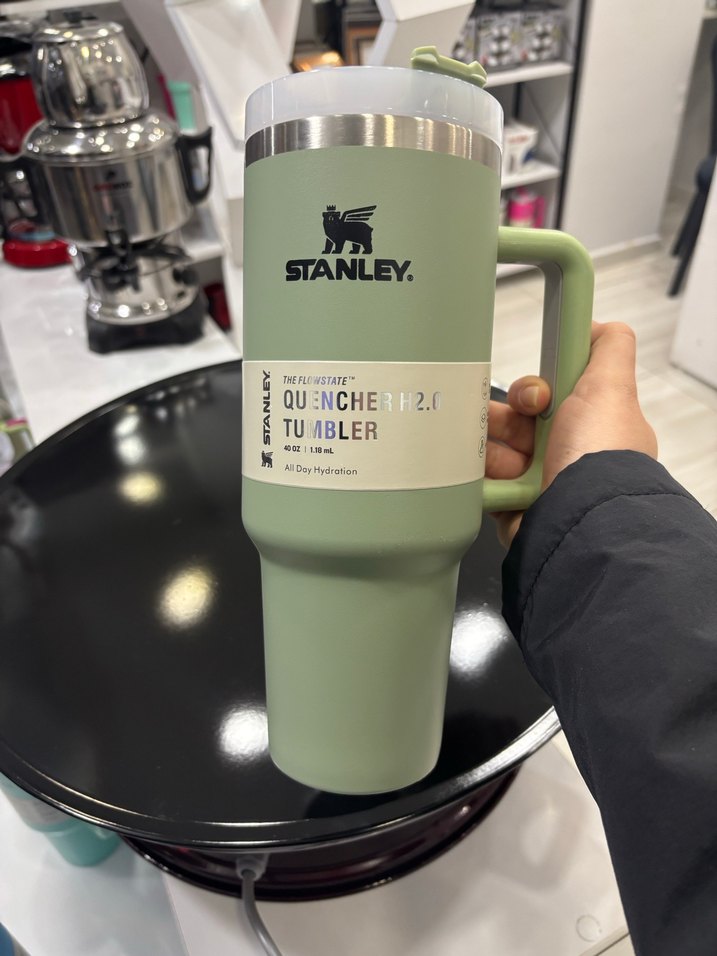 STANLEY®
STANLEY
THE FLOWSTATE™
QUENCHER H2.0
TUMBLER
40 OZ | 1.18 mL
All Day Hydration